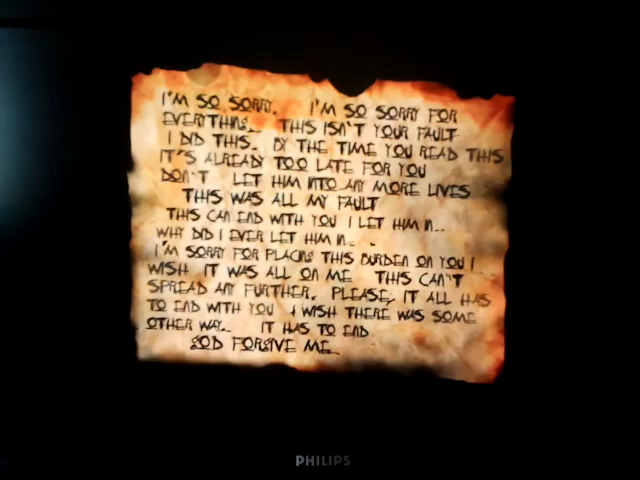 I'M SO SORRY. I'M SO SORRY FOR
EVERYTHING.. THIS ISN'T YOUR FAULT
I DID THIS. BY THE TIME YOU READ THIS
IT'S ALREADY TOO LATE FOR YOU
DON'T LET HIM INTO ANY MORE LIVES
THIS WAS ALL MY FAULT
THIS CAN END WITH YOU I LET HIM IN..
WHY DID I EVER LET HIM IN.. .
I'M SORRY FOR PLACING THIS BURDEN ON YOU I
WISH IT WAS ALL ON ME THIS CAN'T
SPREAD ANY FURTHER. PLEASE, IT ALL HAS
TO END WITH YOU I WISH THERE WAS SOME
OTHER WAY.. IT HAS TO END
GOD FORGIVE ME..
PHILIPS